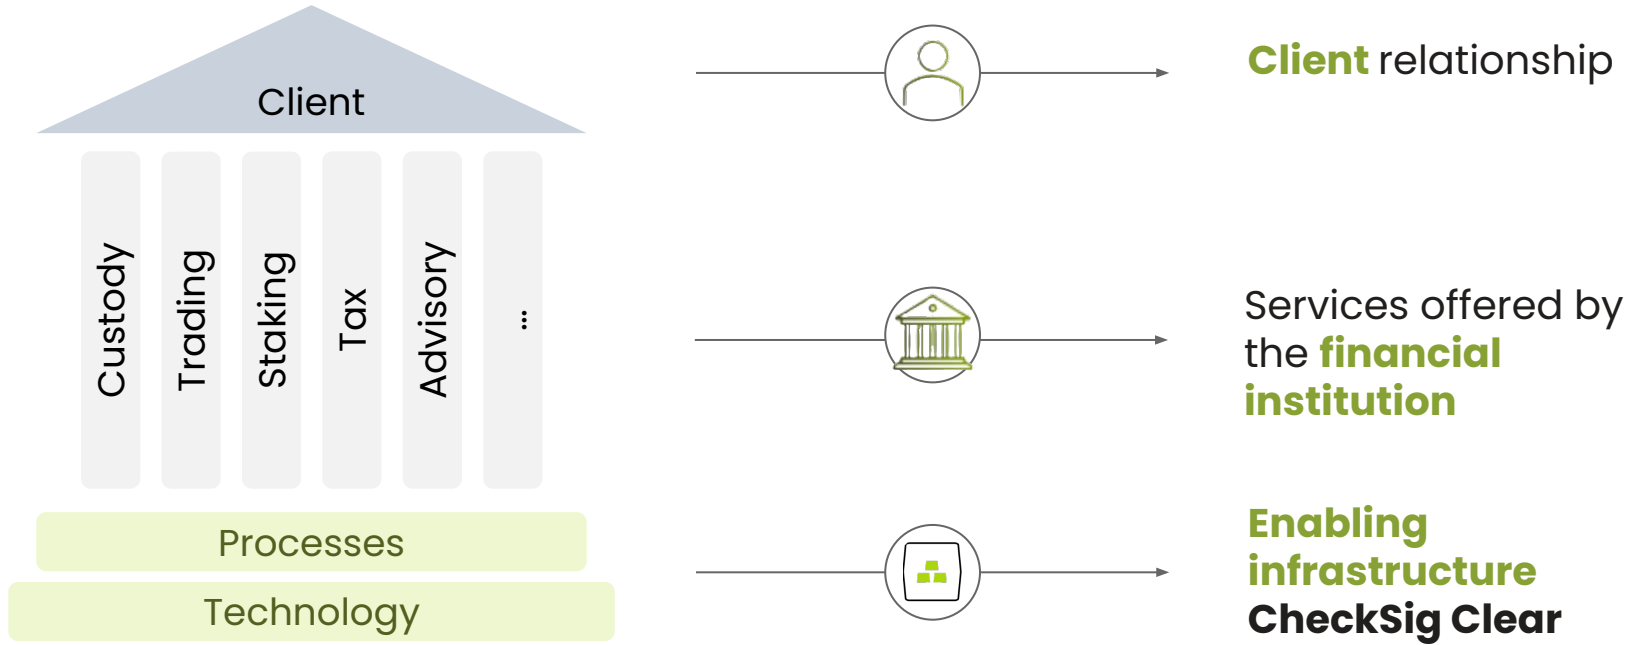 Client
Custody
Trading
Staking
Tax
Advisory
...
Processes
Technology
Client relationship
Services offered by
the financial
institution
Enabling
infrastructure
CheckSig Clear